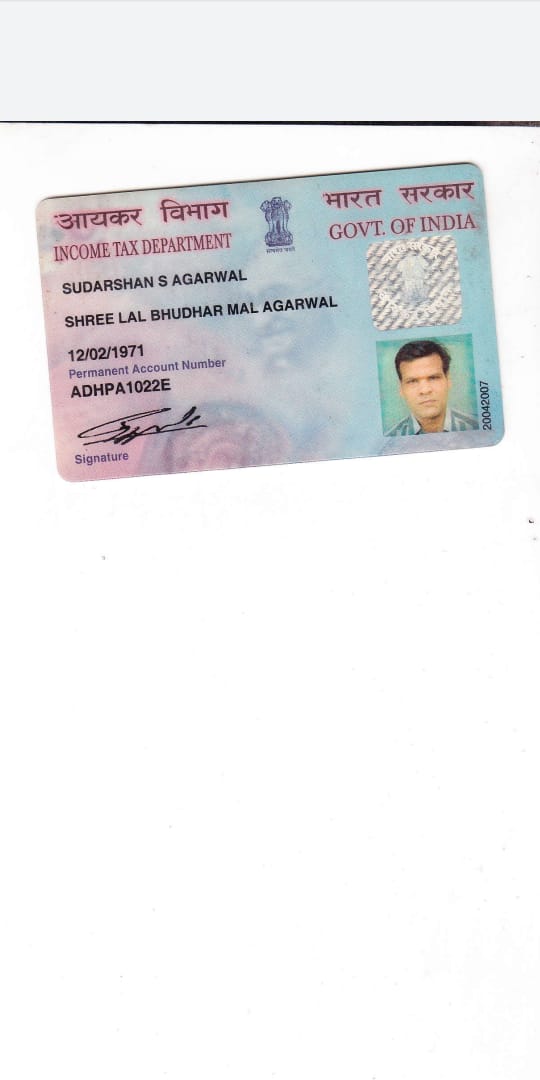 आयकर विभाग
भारत सरकार
INCOME TAX DEPARTMENT
GOVT. OF INDIA
सत्यमेव जयते
SUDARSHAN S AGARWAL
SHREE LAL BHUDHAR MAL AGARWAL
12/02/1971
Permanent Account Number
ADHPA1022E
Signature
20042007